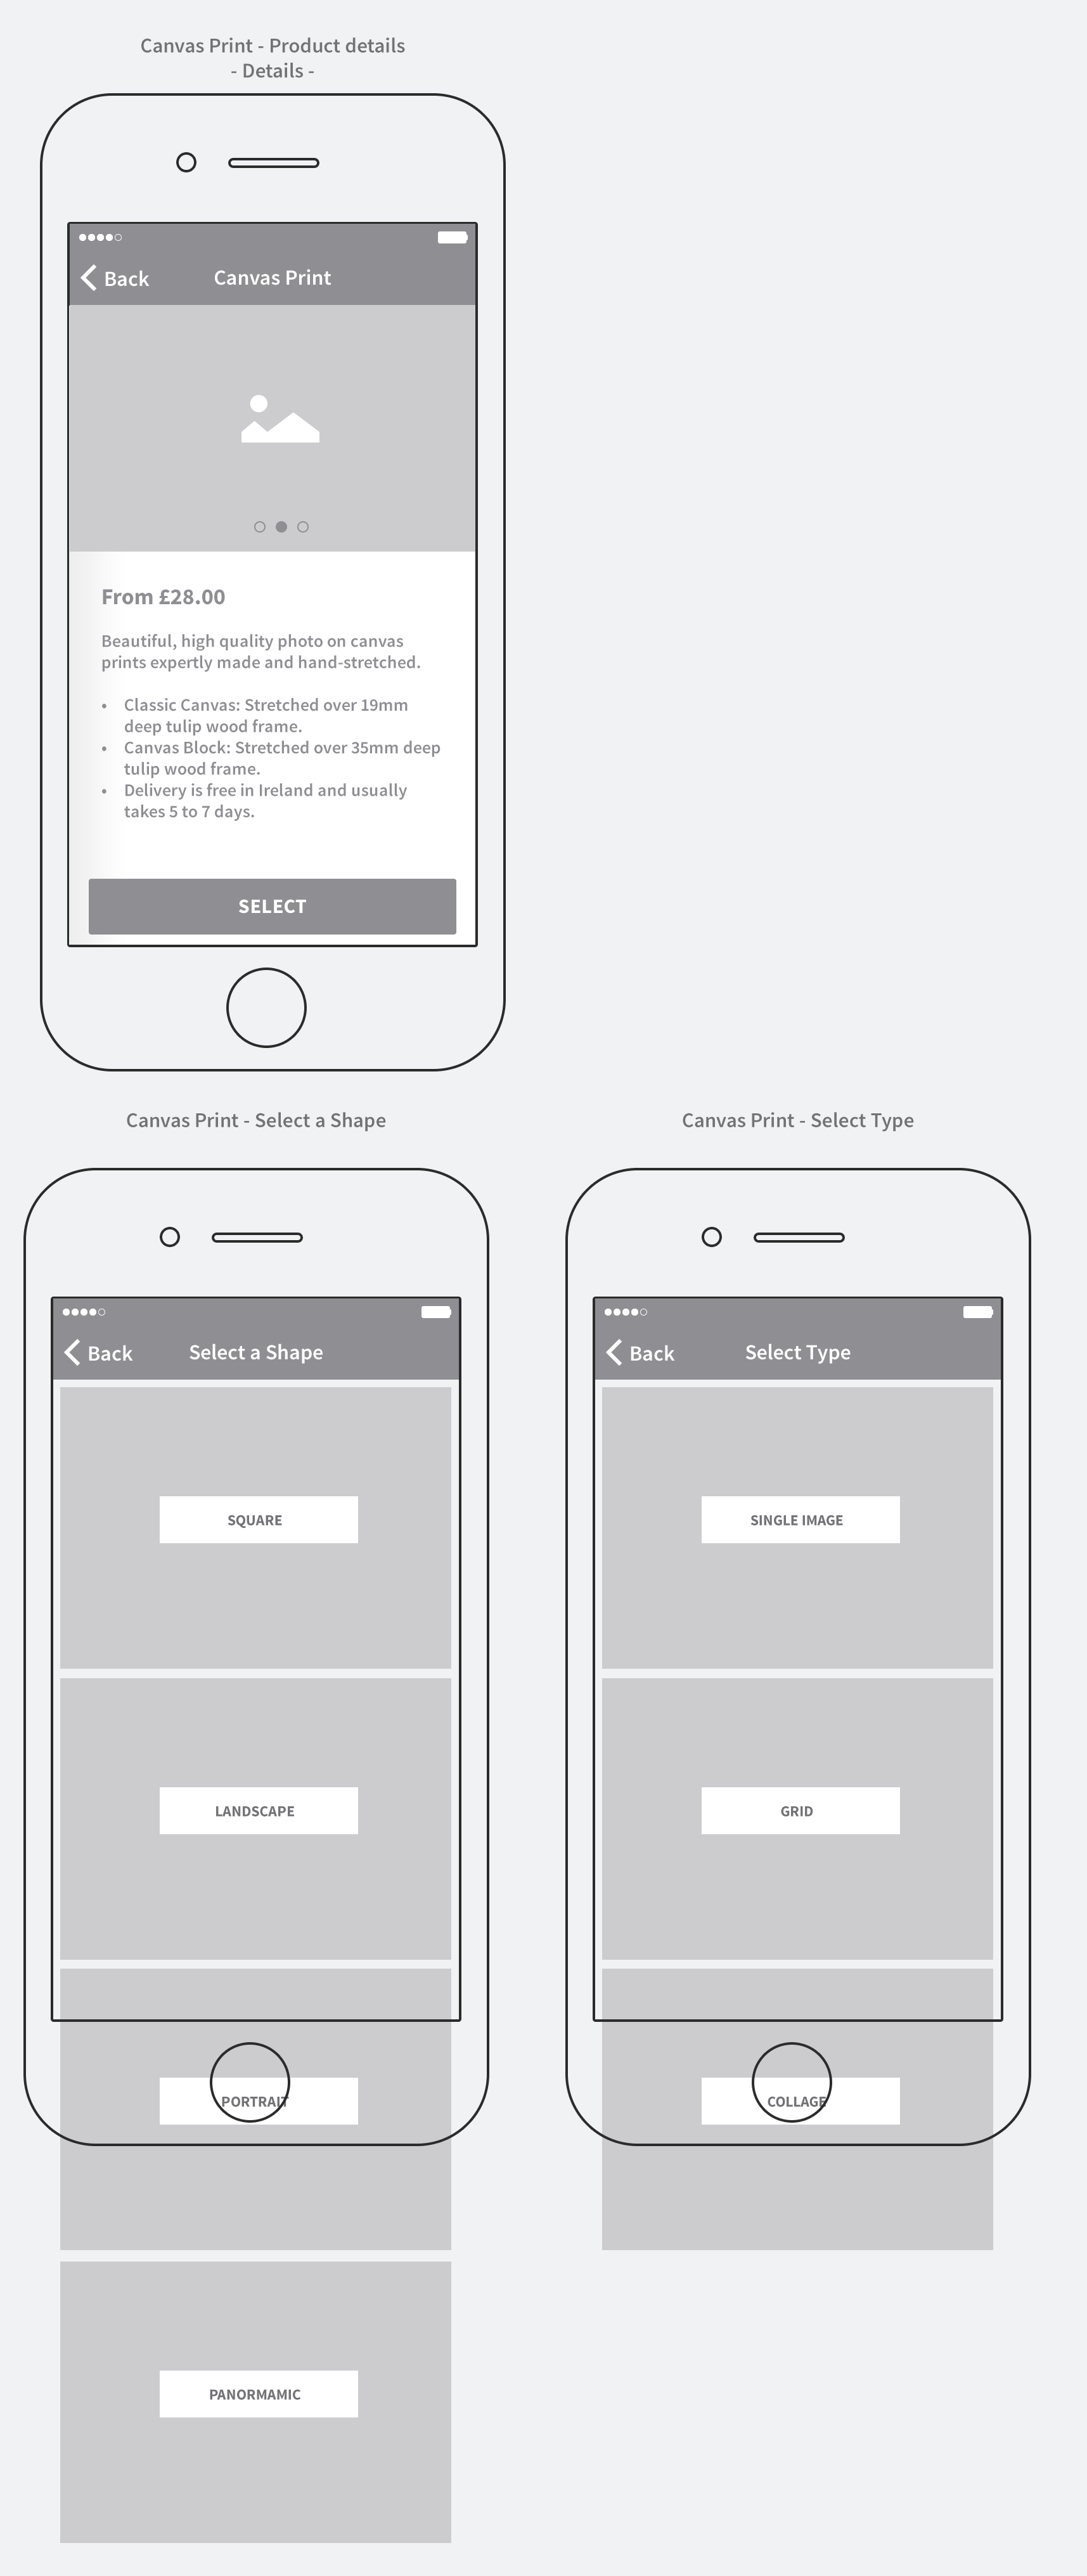 Canvas Print - Product details
- Details -
Back
Canvas Print
From £28.00
Beautiful, high quality photo on canvas
prints expertly made and hand-stretched.
• Classic Canvas: Stretched over 19mm
deep tulip wood frame.
• Canvas Block: Stretched over 35mm deep
tulip wood frame.
• Delivery is free in Ireland and usually
takes 5 to 7 days.
SELECT
Canvas Print - Select a Shape
Back
Select a Shape
SQUARE
LANDSCAPE
PORTRAIT
PANORMAMIC
Canvas Print - Select Type
Back
Select Type
SINGLE IMAGE
GRID
COLLAGE